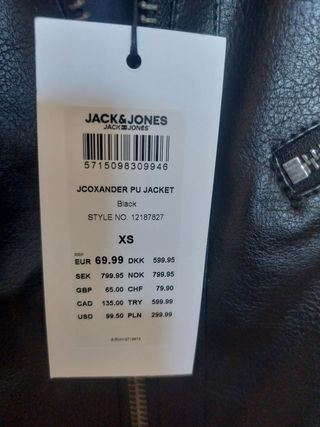 JACK&JONES
JACK JONES
5715098309946
JCOXANDER PU JACKET
Black
STYLE NO. 12187827
XS
RRP
EUR 69.99 DKK 599.95
SEK 799.95 NOK 799.95
GBP 65.00 CHF 79.90
CAD 135.00 TRY 599.99
USD 99.50 PLN 299.99